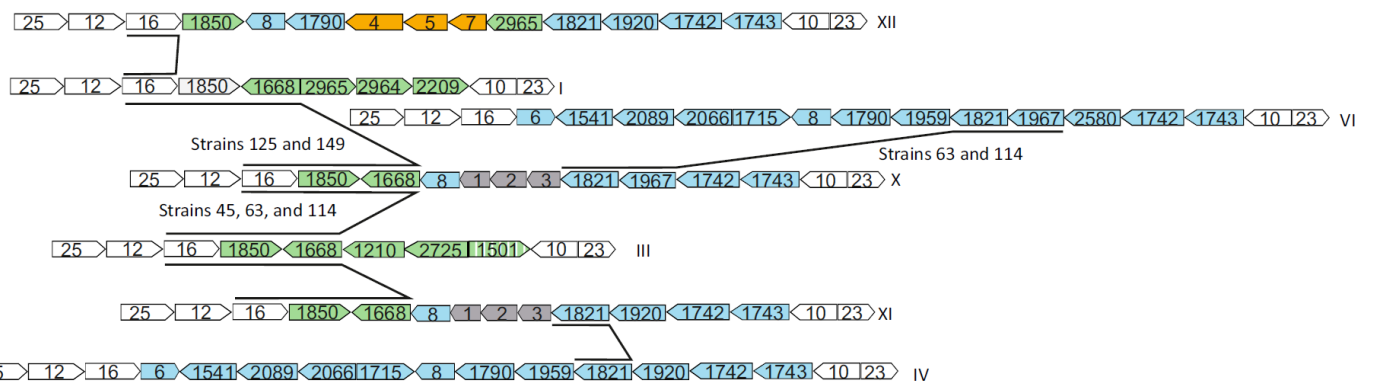 25 12 16 1850 8 1790 4 5 7 2965 1821 1920 1742 1743 10 23 XII
25 12 16 1850 1668 2965 2964 2209 10 23 I
25 12 16 6 1541 2089 2066 1715 8 1790 1959 1821 1967 2580 1742 1743 10 23 VI
Strains 125 and 149
Strains 63 and 114
25 12 16 1850 1668 8 1 2 3 1821 1967 1742 1743 10 23 X
Strains 45, 63, and 114
25 12 16 1850 1668 1210 2725 1501 10 23 III
25 12 16 1850 1668 8 1 2 3 1821 1920 1742 1743 10 23 XI
12 16 6 1541 2089 2066 1715 8 1790 1959 1821 1920 1742 1743 10 23 IV